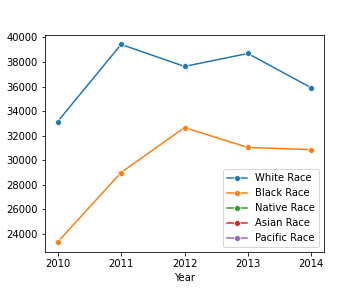 40000
38000
36000
34000
32000
30000
28000
26000
24000
White Race
Black Race
Native Race
Asian Race
Pacific Race
2010 2011 2012 2013 2014
Year